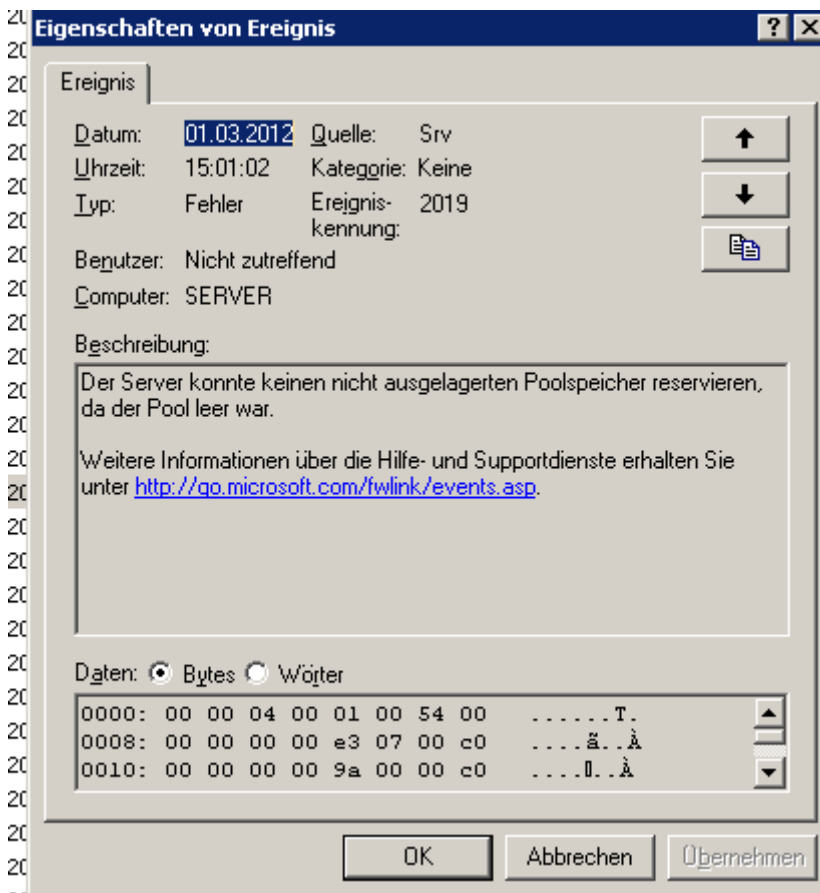 Eigenschaften von Ereignis
Ereignis
Datum: 01.03.2012 Quelle: Srv
Uhrzeit: 15:01:02 Kategorie: Keine
Typ: Fehler Ereignis-kennung: 2019
Benutzer: Nicht zutreffend
Computer: SERVER
Beschreibung:
Der Server konnte keinen nicht ausgelagerten Poolspeicher reservieren,
da der Pool leer war.
Weitere Informationen über die Hilfe- und Supportdienste erhalten Sie
unter http://go.microsoft.com/fwlink/events.asp.
Daten: Bytes Wörter
0000: 00 00 04 00 01 00 54 00 ......T.
0008: 00 00 00 00 e3 07 00 c0 ....ã..À
0010: 00 00 00 00 9a 00 00 c0 ......À
OK Abbrechen Übernehmen